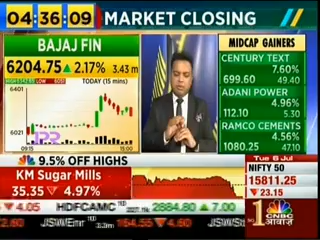 04:36:09 MARKET CLOSING
BAJAJ FIN
6204.75 ▲ 2.17% 3.43 m
TODAY (15 mins)
6401
6021
09:15
15:00
MIDCAP GAINERS
CENTURY TEXT
7.60%
699.60 49.40
ADANI POWER
4.96%
112.10 5.30
RAMCO CEMENTS
4.56%
1080.25 47.10
9.5% OFF HIGHS
KM Sugar Mills
35.35 ▼ 4.97%
Tue 6 Jul
NIFTY 50
15811.25
▼ 23.15
4.05 HDFCAMC 2884.80 ▲ 7.00
CNBC
आवाज़